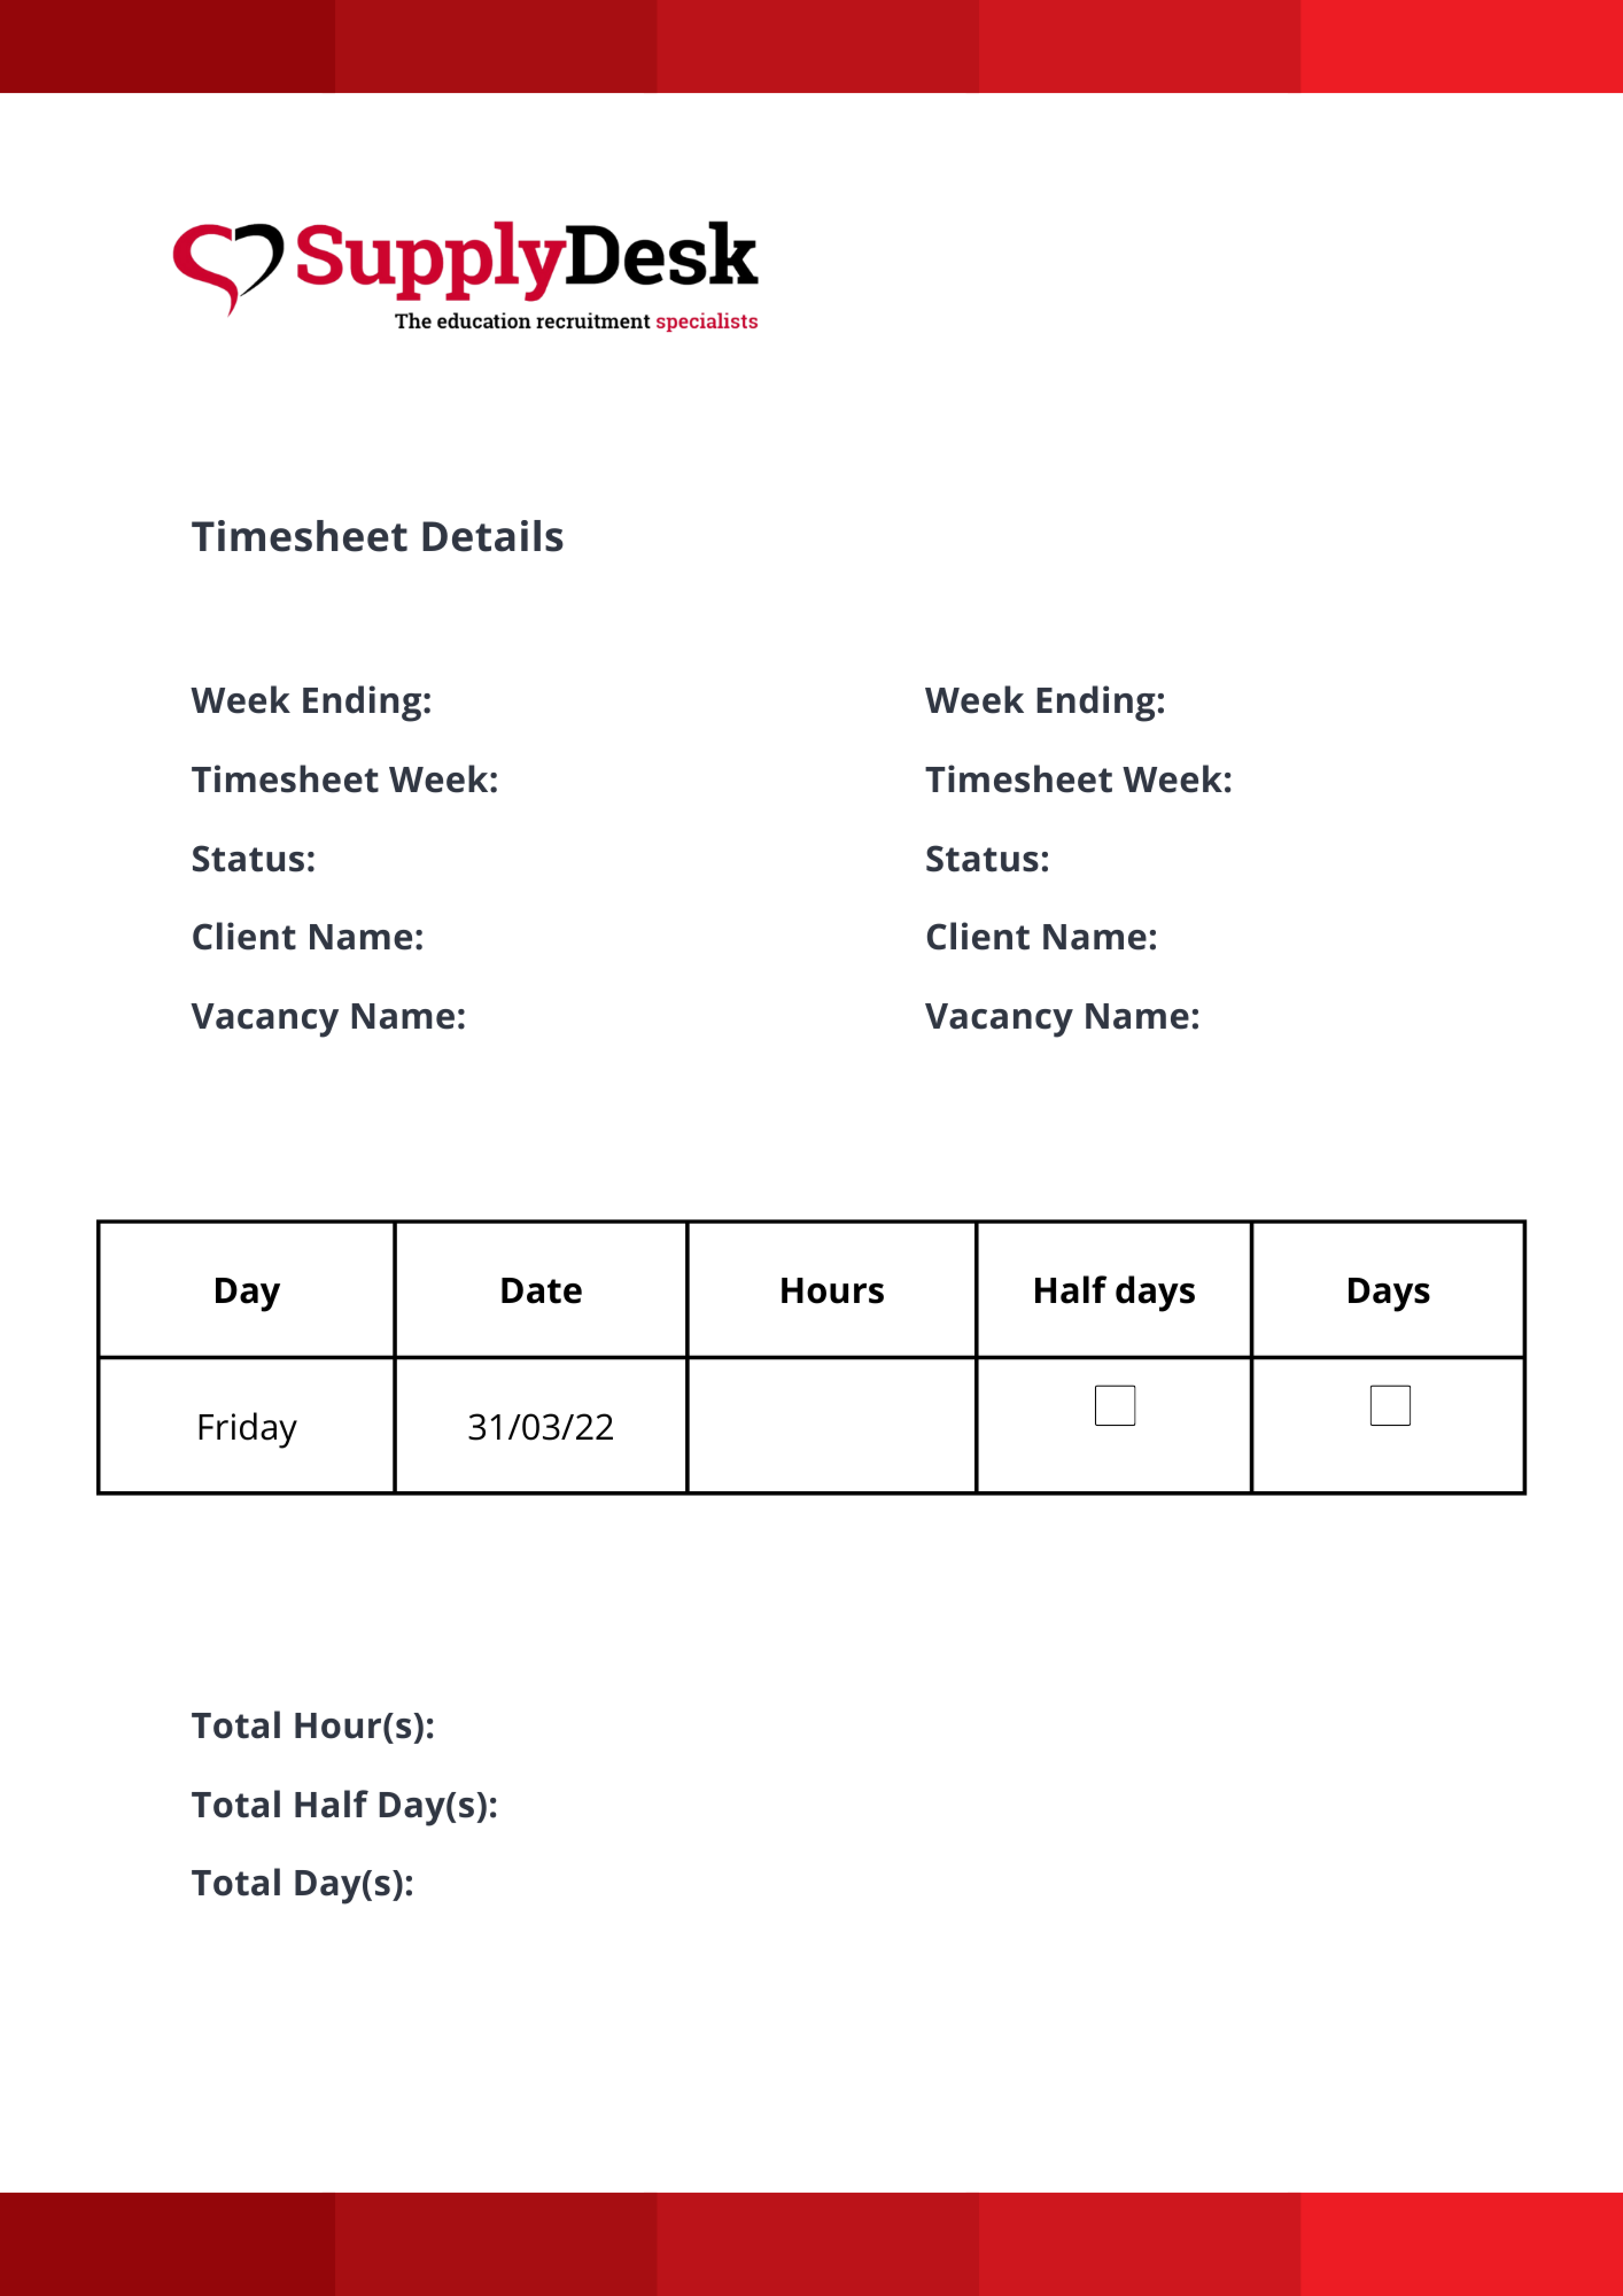 SupplyDesk
The education recruitment specialists
Timesheet Details
Week Ending:
Timesheet Week:
Status:
Client Name:
Vacancy Name:
Week Ending:
Timesheet Week:
Status:
Client Name:
Vacancy Name:
Day Date Hours Half days Days
Friday 31/03/22
Total Hour(s):
Total Half Day(s):
Total Day(s):